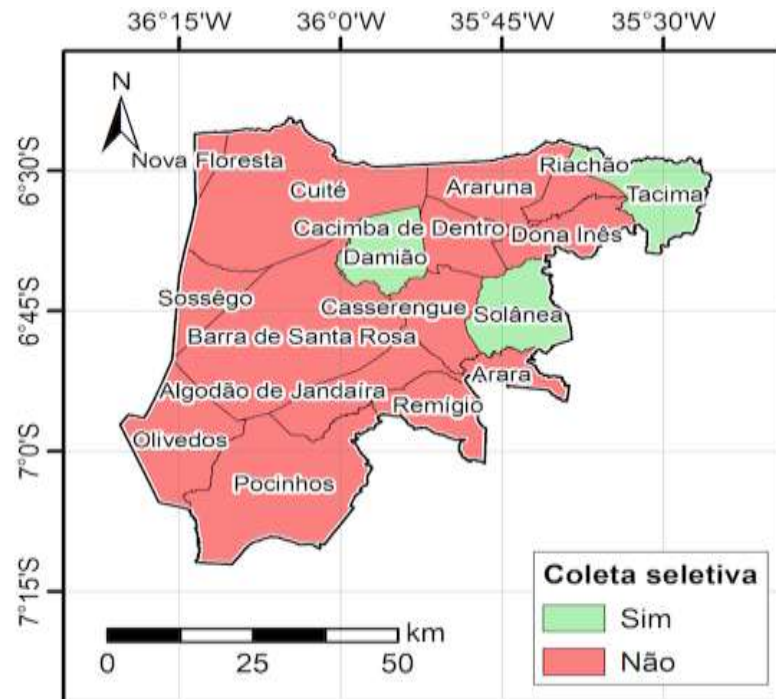 36°15'W 36°0'W 35°45'W 35°30'W
N
6°30'S
6°45'S
7°0'S
7°15'S
Nova Floresta
Cuité
Araruna
Riachão
Tacima
Cacimba de Dentro
Dona Inês
Damião
Sossêgo
Casserengue
Solânea
Barra de Santa Rosa
Arara
Algodão de Jandaíra
Remígio
Olivedos
Pocinhos
Coleta seletiva
Sim
Não
km
0 25 50